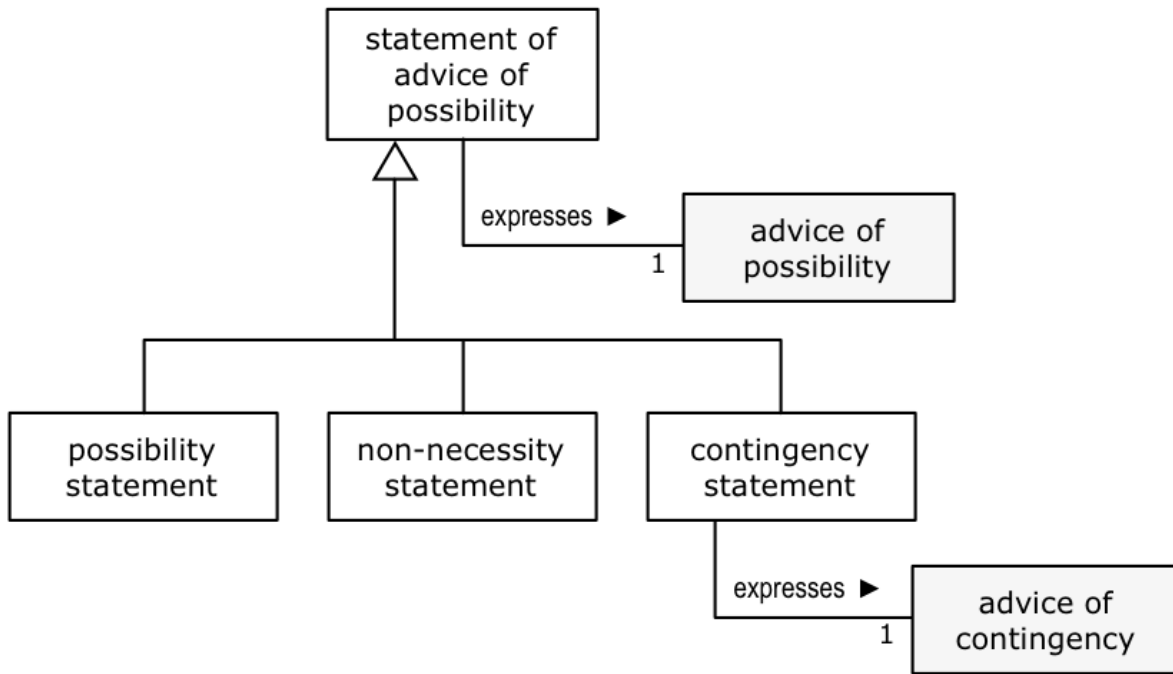 statement of
advice of
possibility
expresses ►
1
advice of
possibility
possibility
statement
non-necessity
statement
contingency
statement
expresses ►
1
advice of
contingency